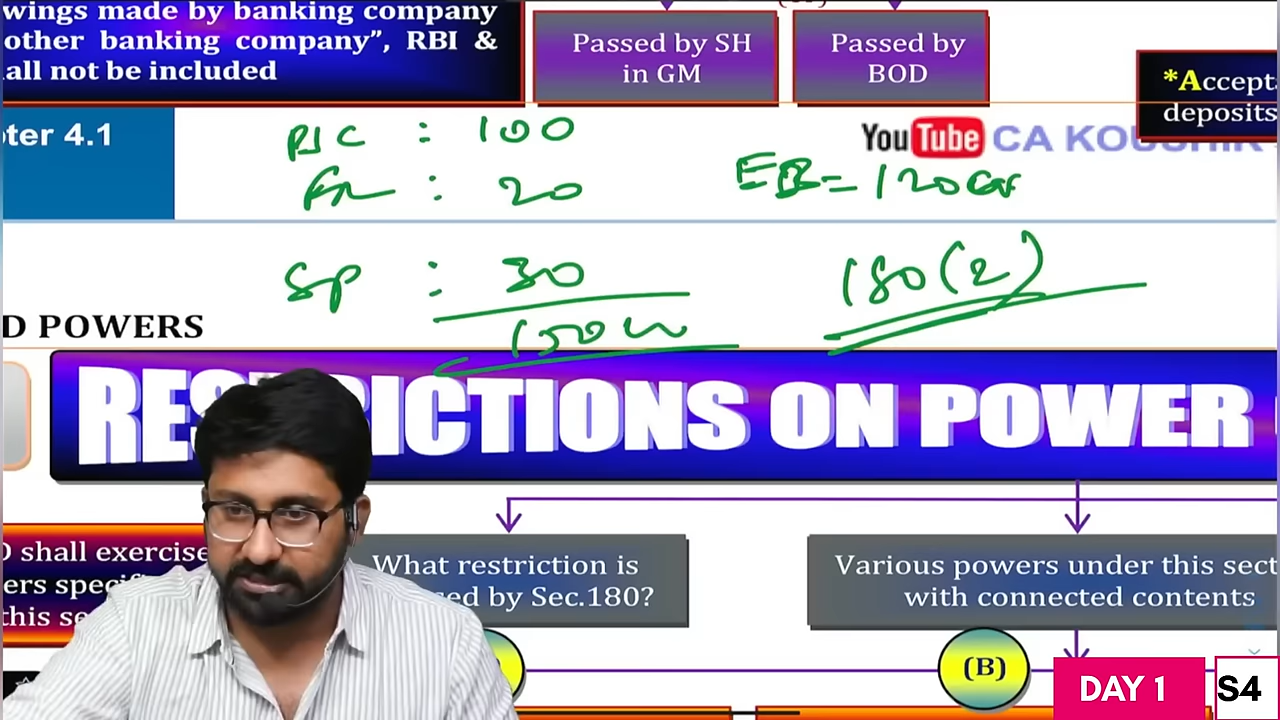 wings made by banking company
other banking company”, RBI &
all not be included
Passed by SH
in GM
Passed by
BOD
*Accept
deposits
ter 4.1
YouTube CA KOUSHIK
PIC : 100
FR : 20
EB = 120 cr
SP : 30
150 cr
180(2)
D POWERS
RESTRICTIONS ON POWER
D shall exercise
ers speci
this se
What restriction is
sed by Sec.180?
Various powers under this sect
with connected contents
(B)
DAY 1
S4